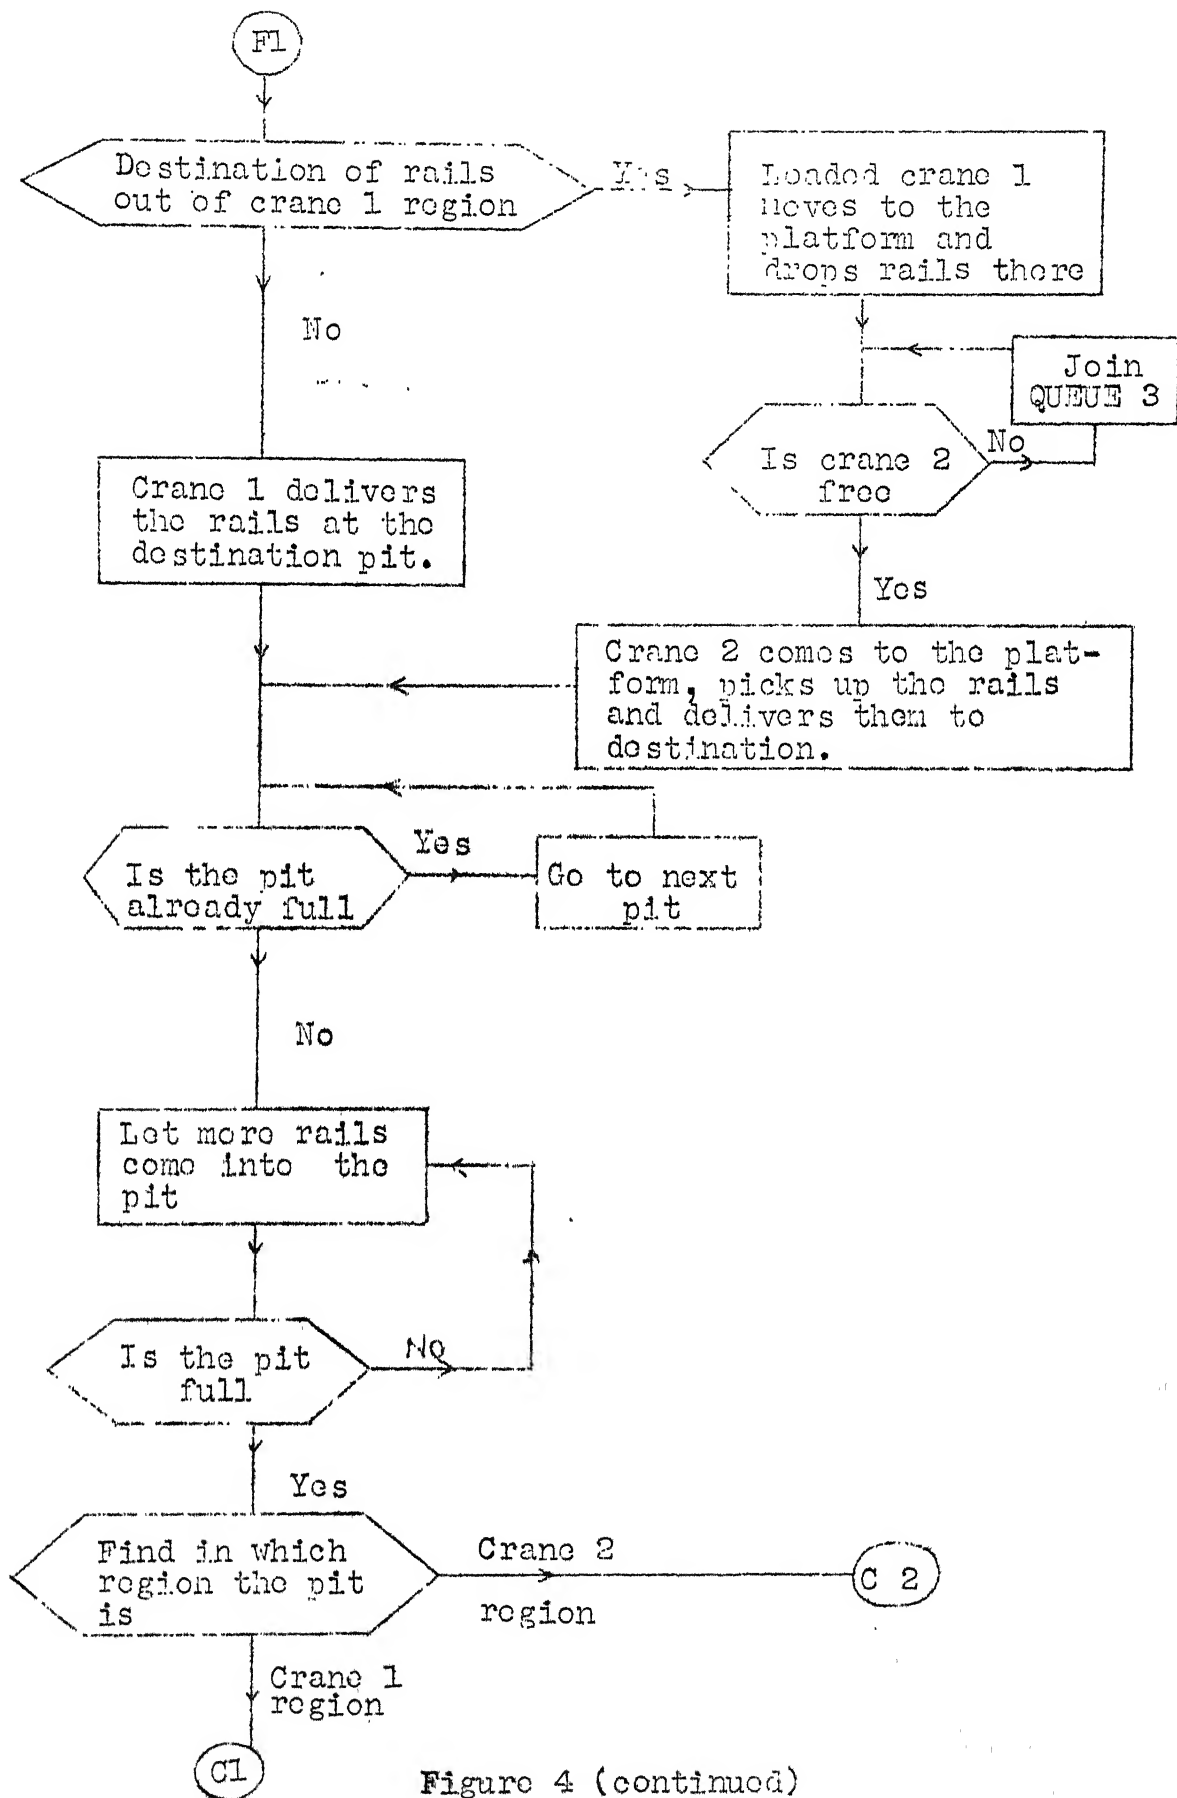 F1
Destination of rails
out of crane 1 region
Yes
Loaded crane 1
moves to the
platform and
drops rails there
No
Join
QUEUE 3
Is crane 2
free
No
Crane 1 delivers
the rails at the
destination pit.
Yes
Crane 2 comes to the plat-
form, picks up the rails
and delivers them to
destination.
Is the pit
already full
Yes
Go to next
pit
No
Let more rails
come into the
pit
Is the pit
full
No
Yes
Find in which
region the pit
is
Crane 2
region
C 2
Crane 1
region
C1
Figure 4 (continued)